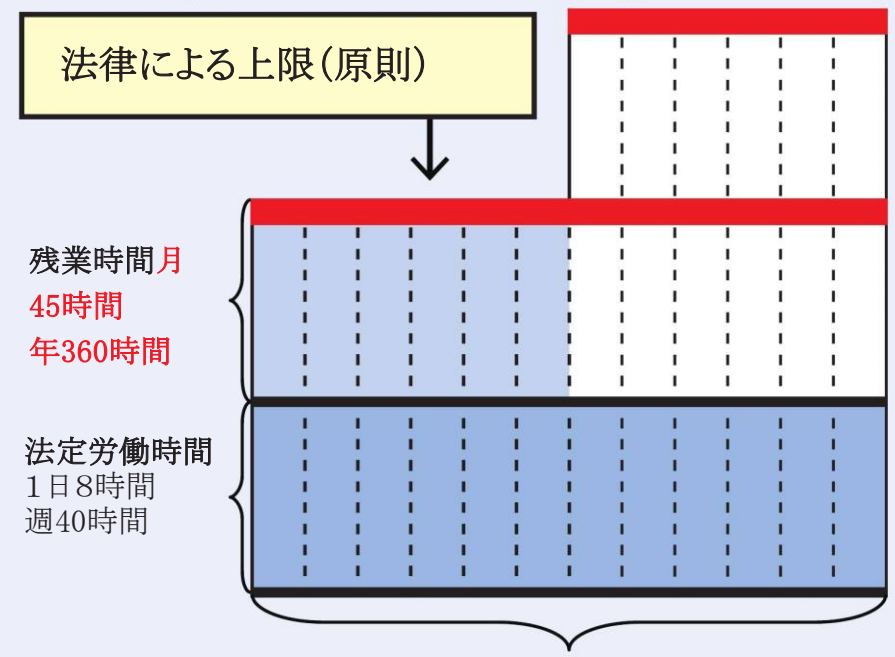 法律による上限（原則）
残業時間月
45時間
年360時間
法定労働時間
１日８時間
週40時間